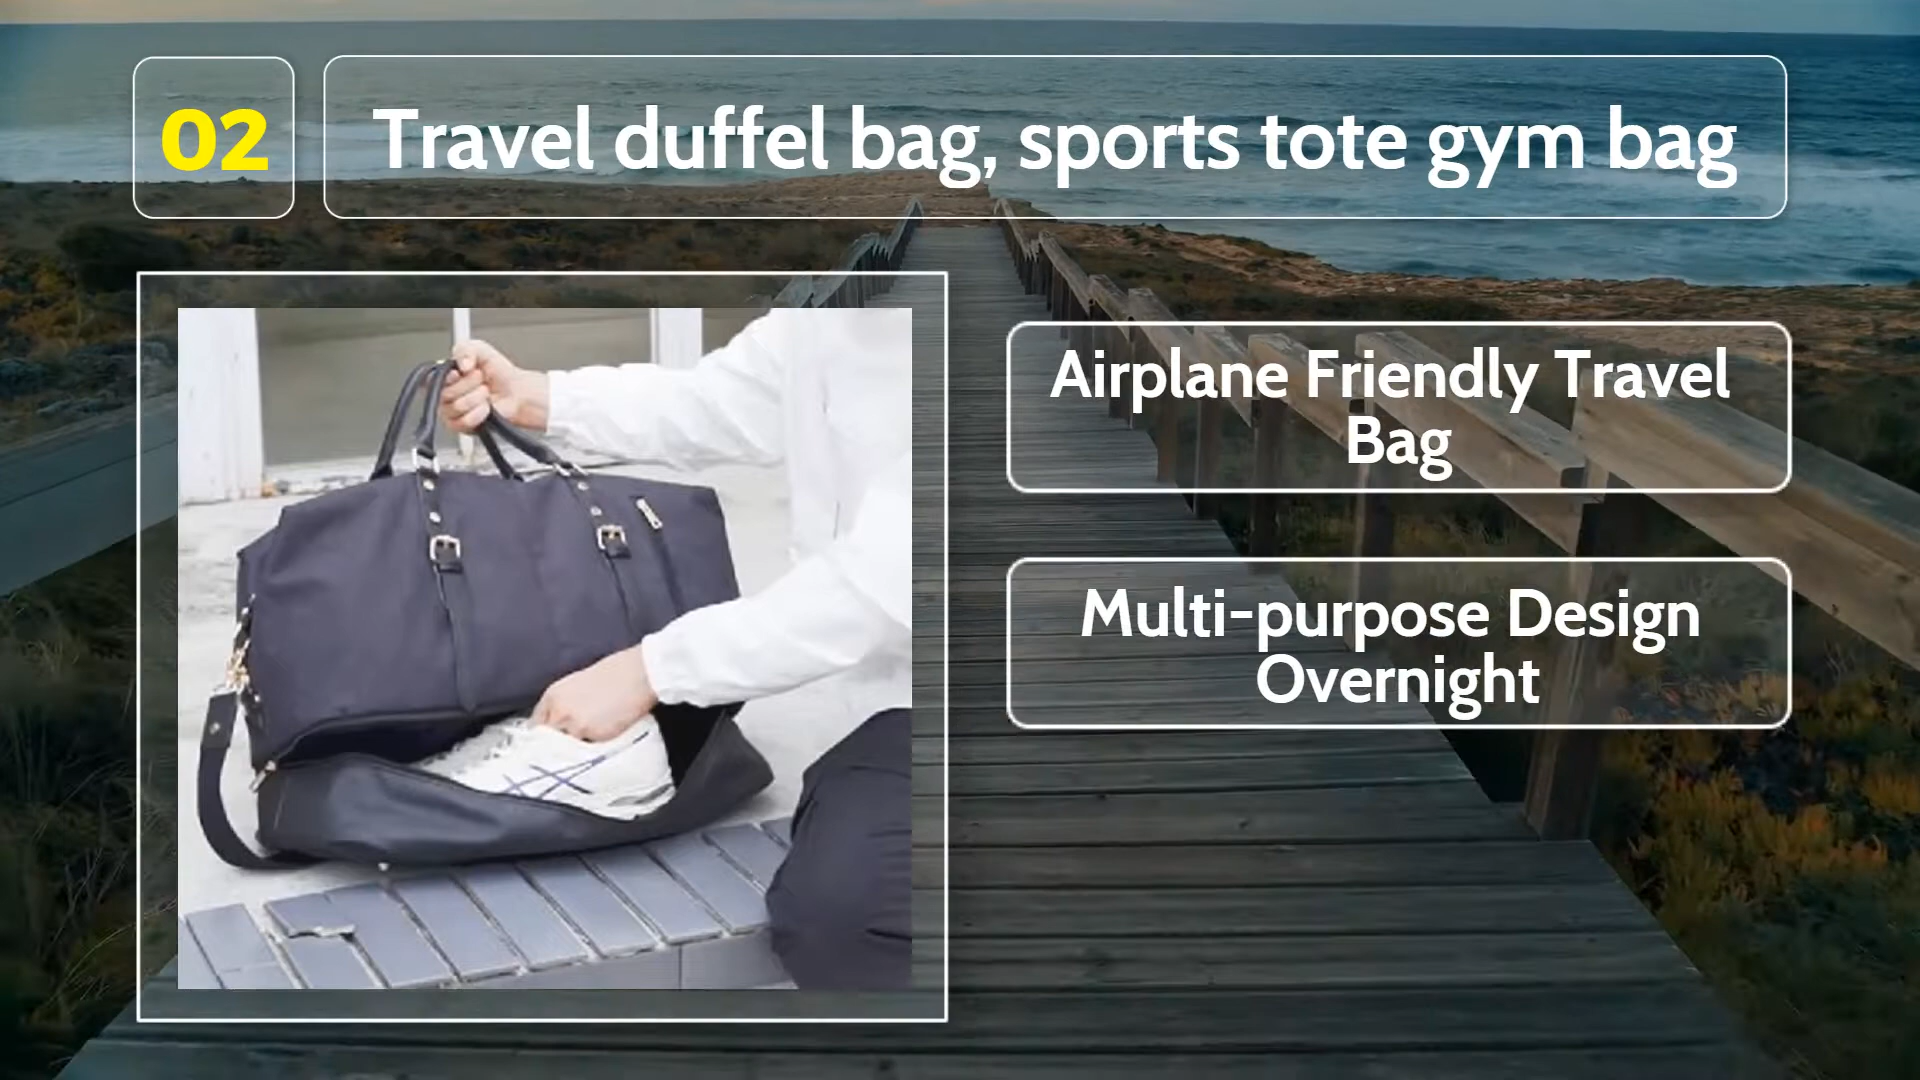 02
Travel duffel bag, sports tote gym bag
Airplane Friendly Travel
Bag
Multi-purpose Design
Overnight